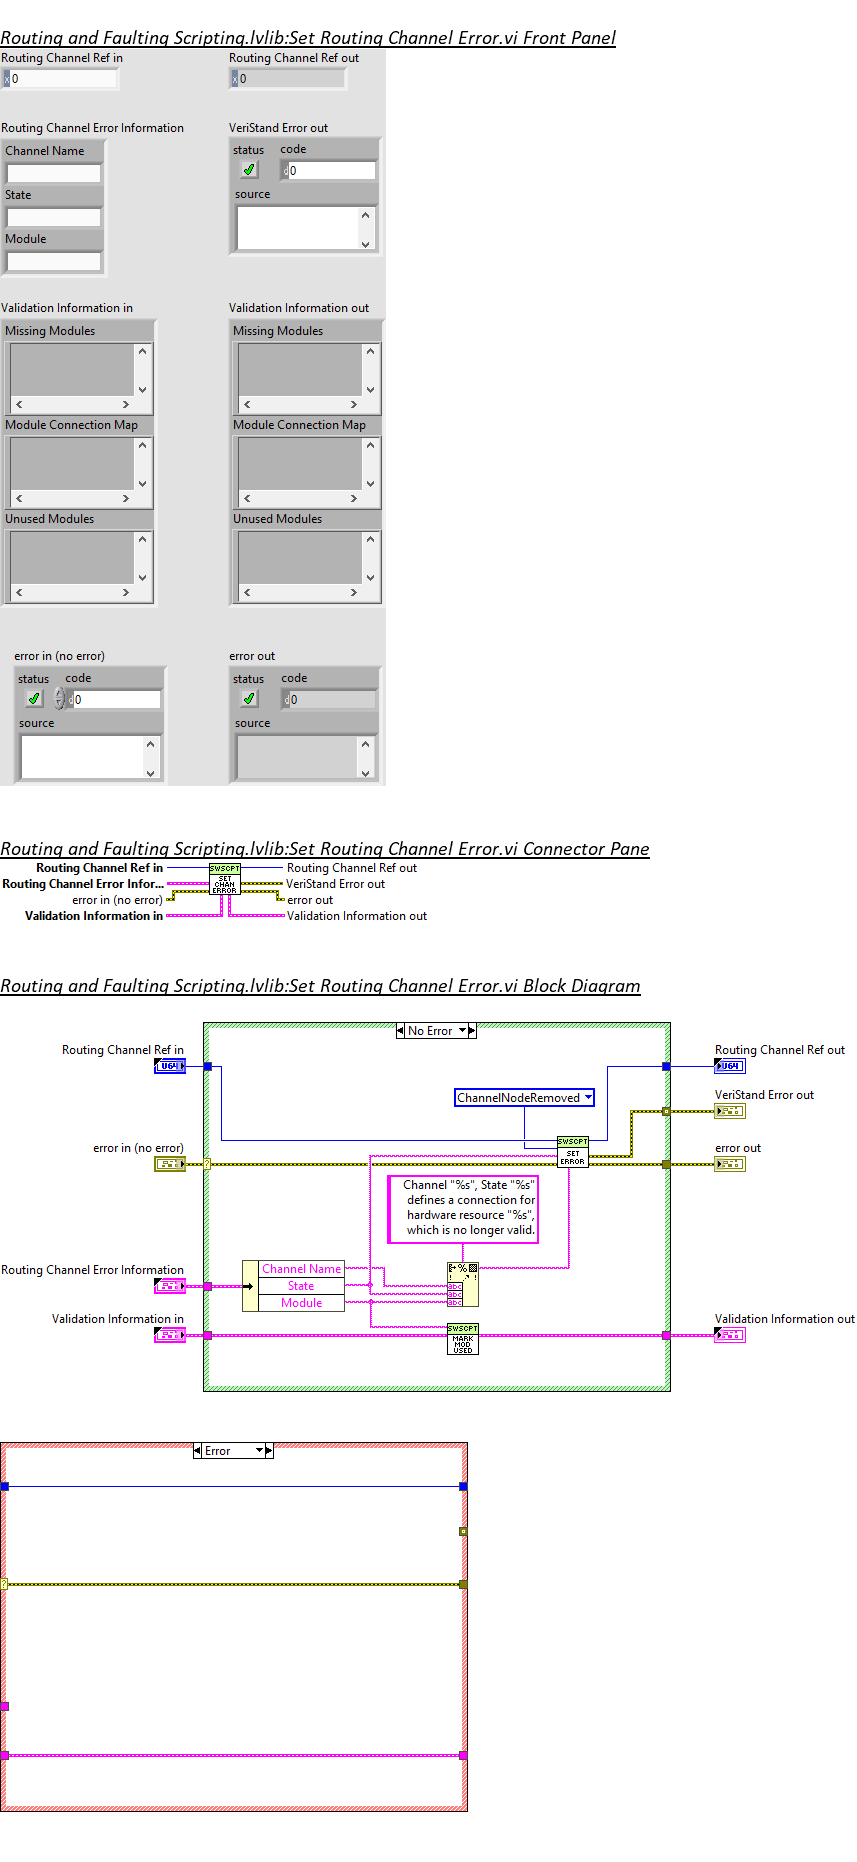 Routing and Faulting Scripting.lvlib:Set Routing Channel Error.vi Front Panel
Routing Channel Ref in
Routing Channel Ref out
x 0
x 0
Routing Channel Error Information
VeriStand Error out
Channel Name
State
Module
status
code
d 0
source
Validation Information in
Validation Information out
Missing Modules
Missing Modules
Module Connection Map
Module Connection Map
Unused Modules
Unused Modules
error in (no error)
error out
status
code
d 0
source
status
code
d 0
source
Routing and Faulting Scripting.lvlib:Set Routing Channel Error.vi Connector Pane
Routing Channel Ref in
Routing Channel Error Infor...
error in (no error)
Validation Information in
SWSCPT
SET
CHAN
ERROR
Routing Channel Ref out
VeriStand Error out
error out
Validation Information out
Routing and Faulting Scripting.lvlib:Set Routing Channel Error.vi Block Diagram
No Error
Routing Channel Ref in
U64
Routing Channel Ref out
U64
ChannelNodeRemoved
VeriStand Error out
error in (no error)
?
SWSCPT
SET
ERROR
error out
Channel "%s", State "%s"
defines a connection for
hardware resource "%s",
which is no longer valid.
Routing Channel Error Information
Channel Name
State
Module
abc
abc
abc
Validation Information in
SWSCPT
MARK
MOD
USED
Validation Information out
Error
?